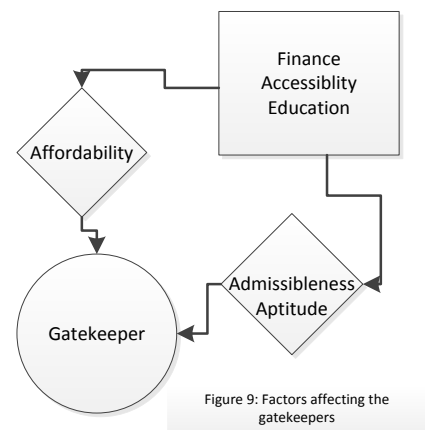 Finance
Accessiblity
Education
Affordability
Admissibleness
Aptitude
Gatekeeper
Figure 9: Factors affecting the
gatekeepers